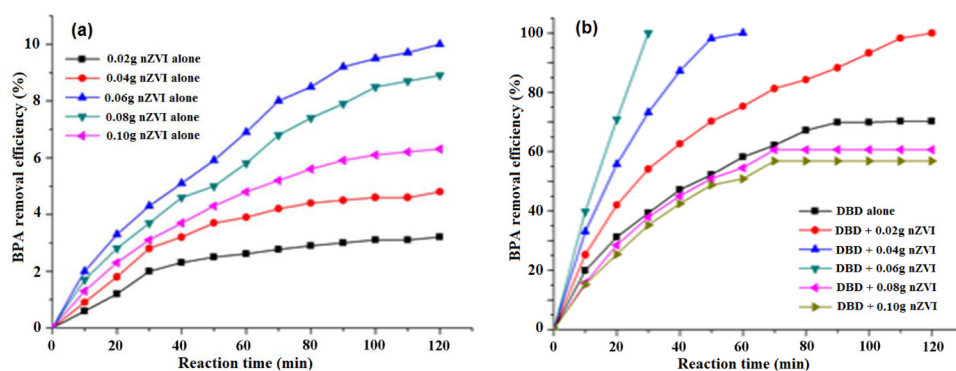 (a)
BPA removal efficiency (%)
10
8
6
4
2
0
0.02g nZVI alone
0.04g nZVI alone
0.06g nZVI alone
0.08g nZVI alone
0.10g nZVI alone
0 20 40 60 80 100 120
Reaction time (min)
(b)
BPA removal efficiency (%)
100
80
60
40
20
0
DBD alone
DBD + 0.02g nZVI
DBD + 0.04g nZVI
DBD + 0.06g nZVI
DBD + 0.08g nZVI
DBD + 0.10g nZVI
0 20 40 60 80 100 120
Reaction time (min)